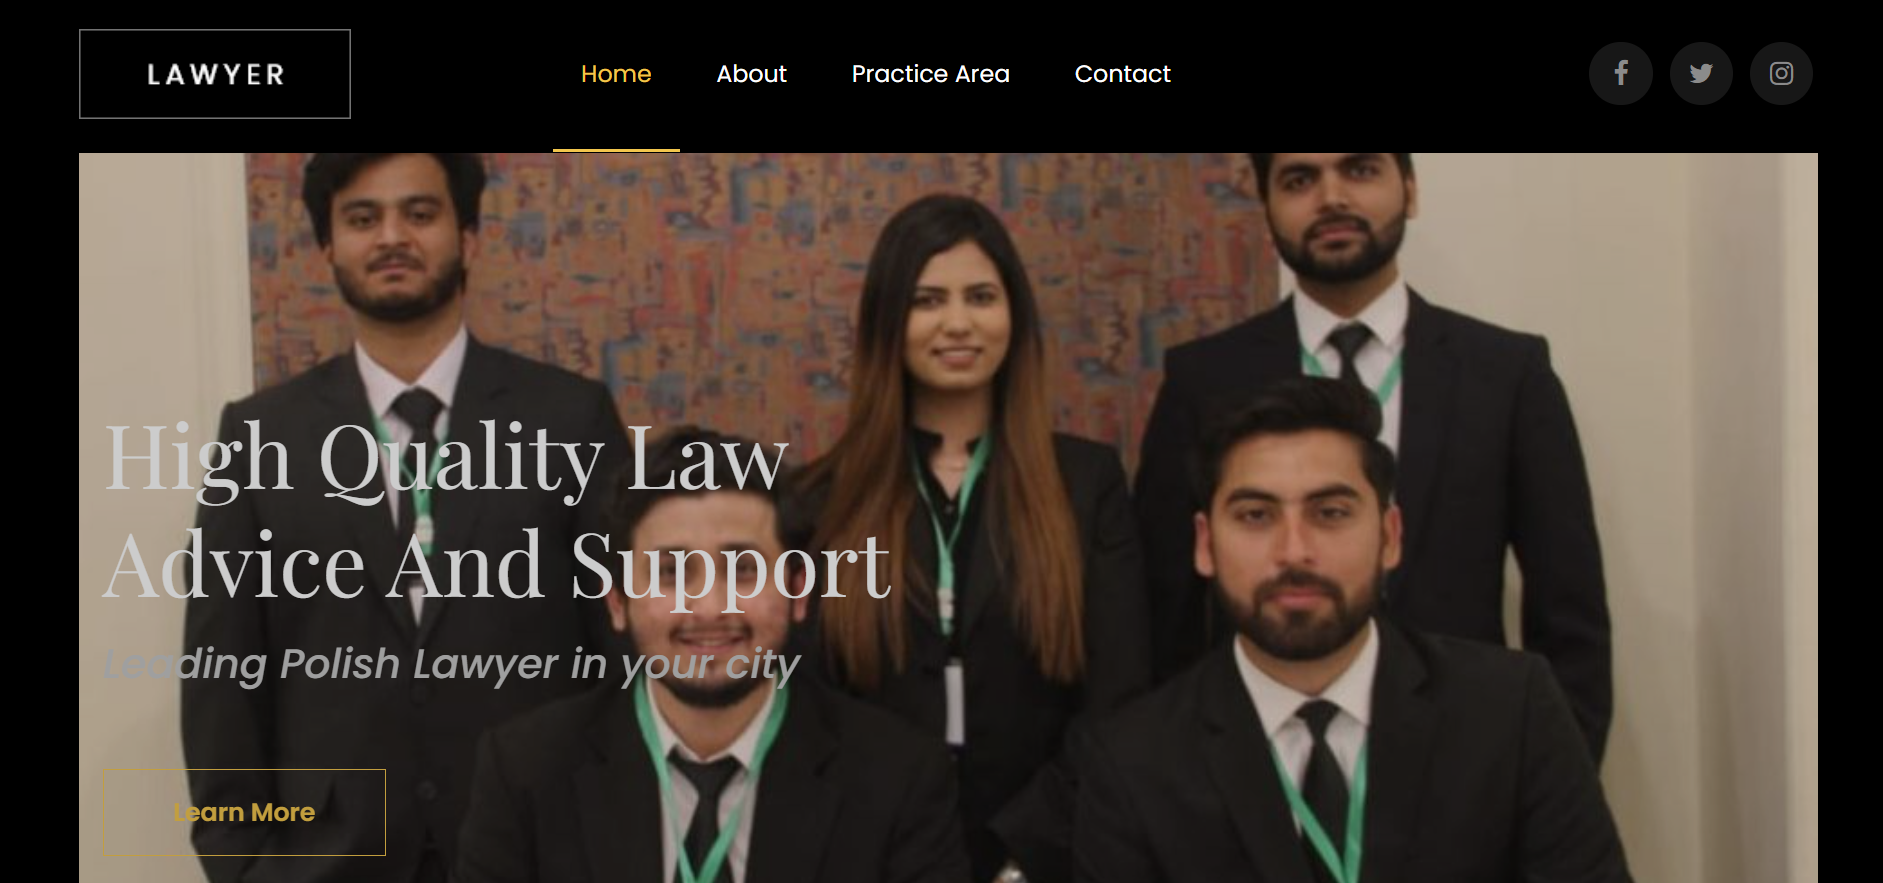 LAWYER
Home About Practice Area Contact
High Quality Law
Advice And Support
Leading Polish Lawyer in your city
Learn More